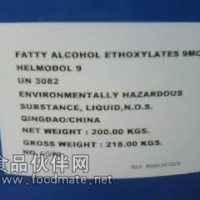 FATTY ALCOHOL ETHOXYLATES 9MO
HELMODOL 9
UN 3082
ENVIRONMENTALLY HAZARDOUS
SUBSTANCE, LIQUID,N.O.S.
QINGDAO/CHINA
NET WEIGHT : 200.00 KGS.
GROSS WEIGHT : 218.00 KGS.
食品伙伴网
www.foodmate.net